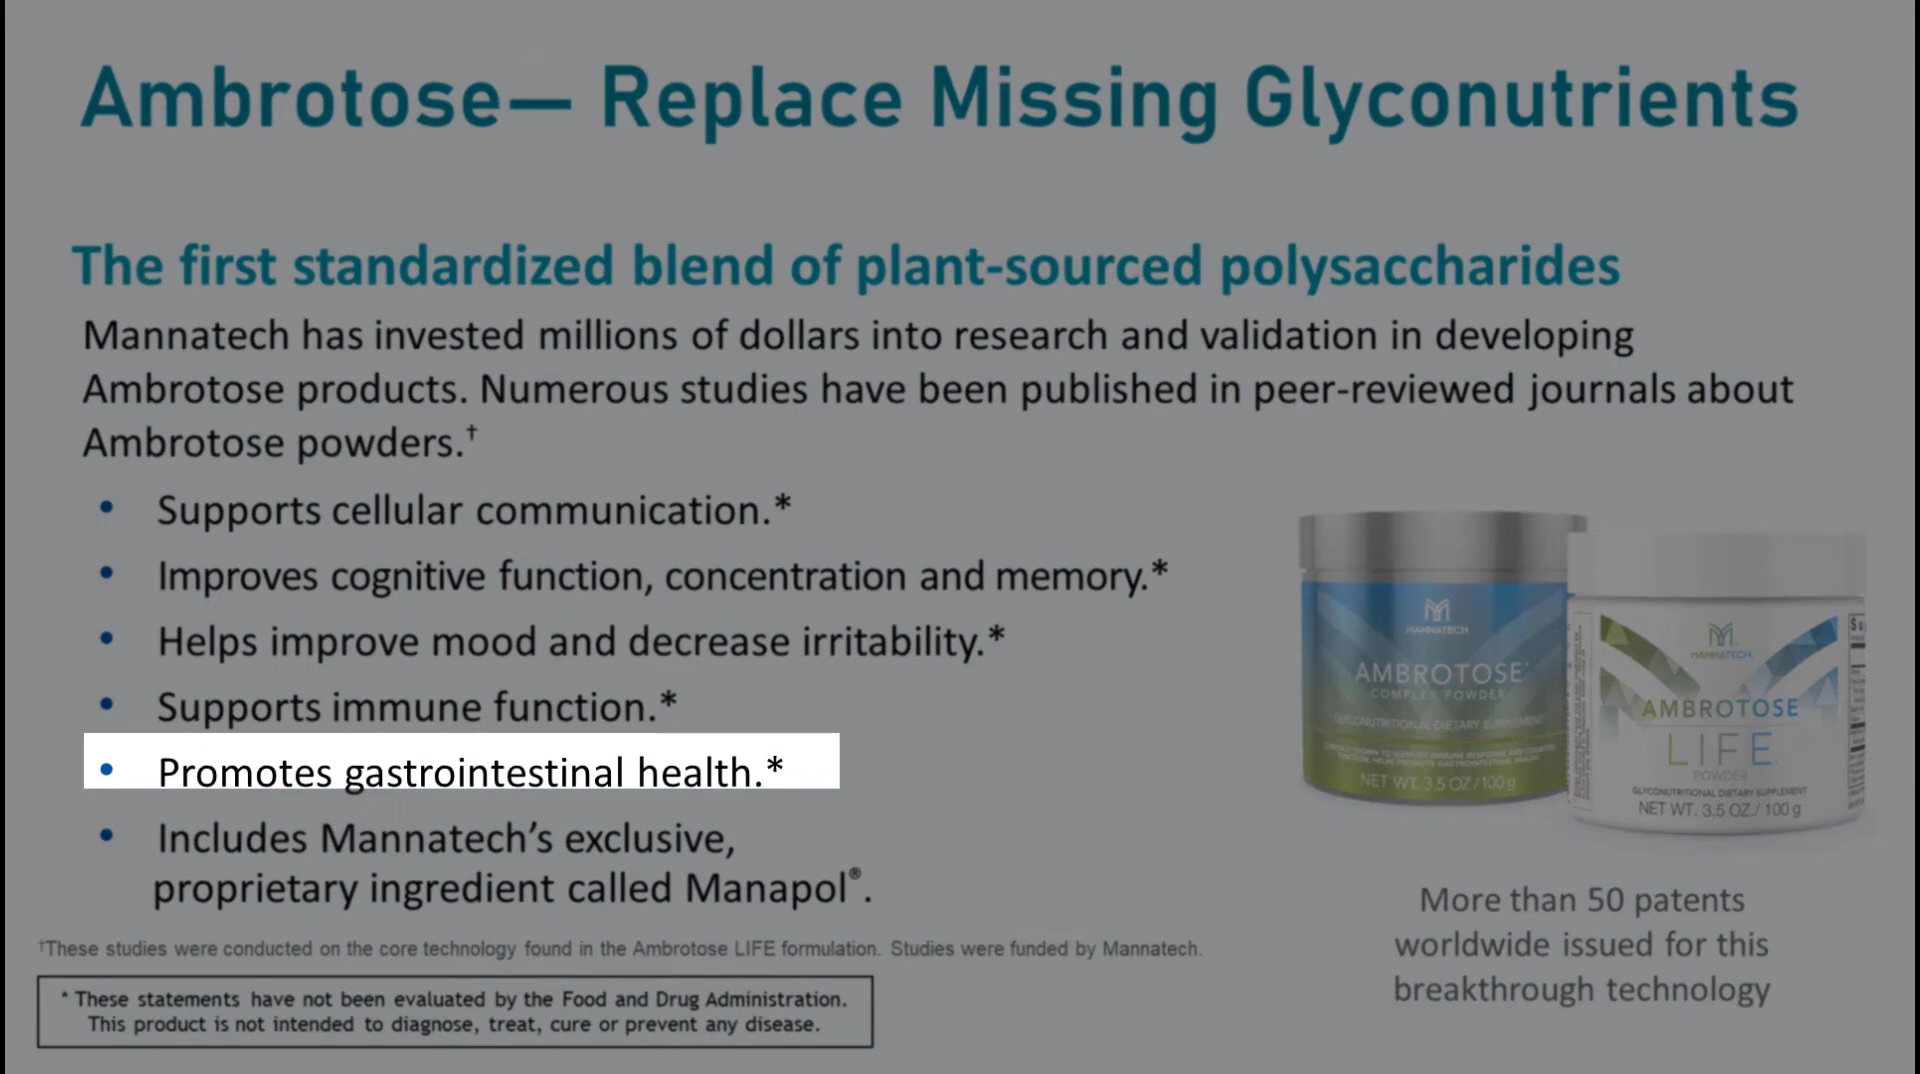 Ambrotose— Replace Missing Glyconutrients
The first standardized blend of plant-sourced polysaccharides
Mannatech has invested millions of dollars into research and validation in developing
Ambrotose products. Numerous studies have been published in peer-reviewed journals about
Ambrotose powders.†
• Supports cellular communication.*
• Improves cognitive function, concentration and memory.*
• Helps improve mood and decrease irritability.*
• Supports immune function.*
• Promotes gastrointestinal health.*
• Includes Mannatech’s exclusive,
proprietary ingredient called Manapol®.
†These studies were conducted on the core technology found in the Ambrotose LIFE formulation. Studies were funded by Mannatech.
* These statements have not been evaluated by the Food and Drug Administration.
This product is not intended to diagnose, treat, cure or prevent any disease.
MANNATECH
AMBROTOSE®
COMPLEX POWDER
GLYCONUTRITIONAL DIETARY SUPPLEMENT
NET WT. 3.5 OZ/100g
MANNATECH
AMBROTOSE
LIFE
POWDER
GLYCONUTRITIONAL DIETARY SUPPLEMENT
NET WT. 3.5 OZ./ 100 g
More than 50 patents
worldwide issued for this
breakthrough technology